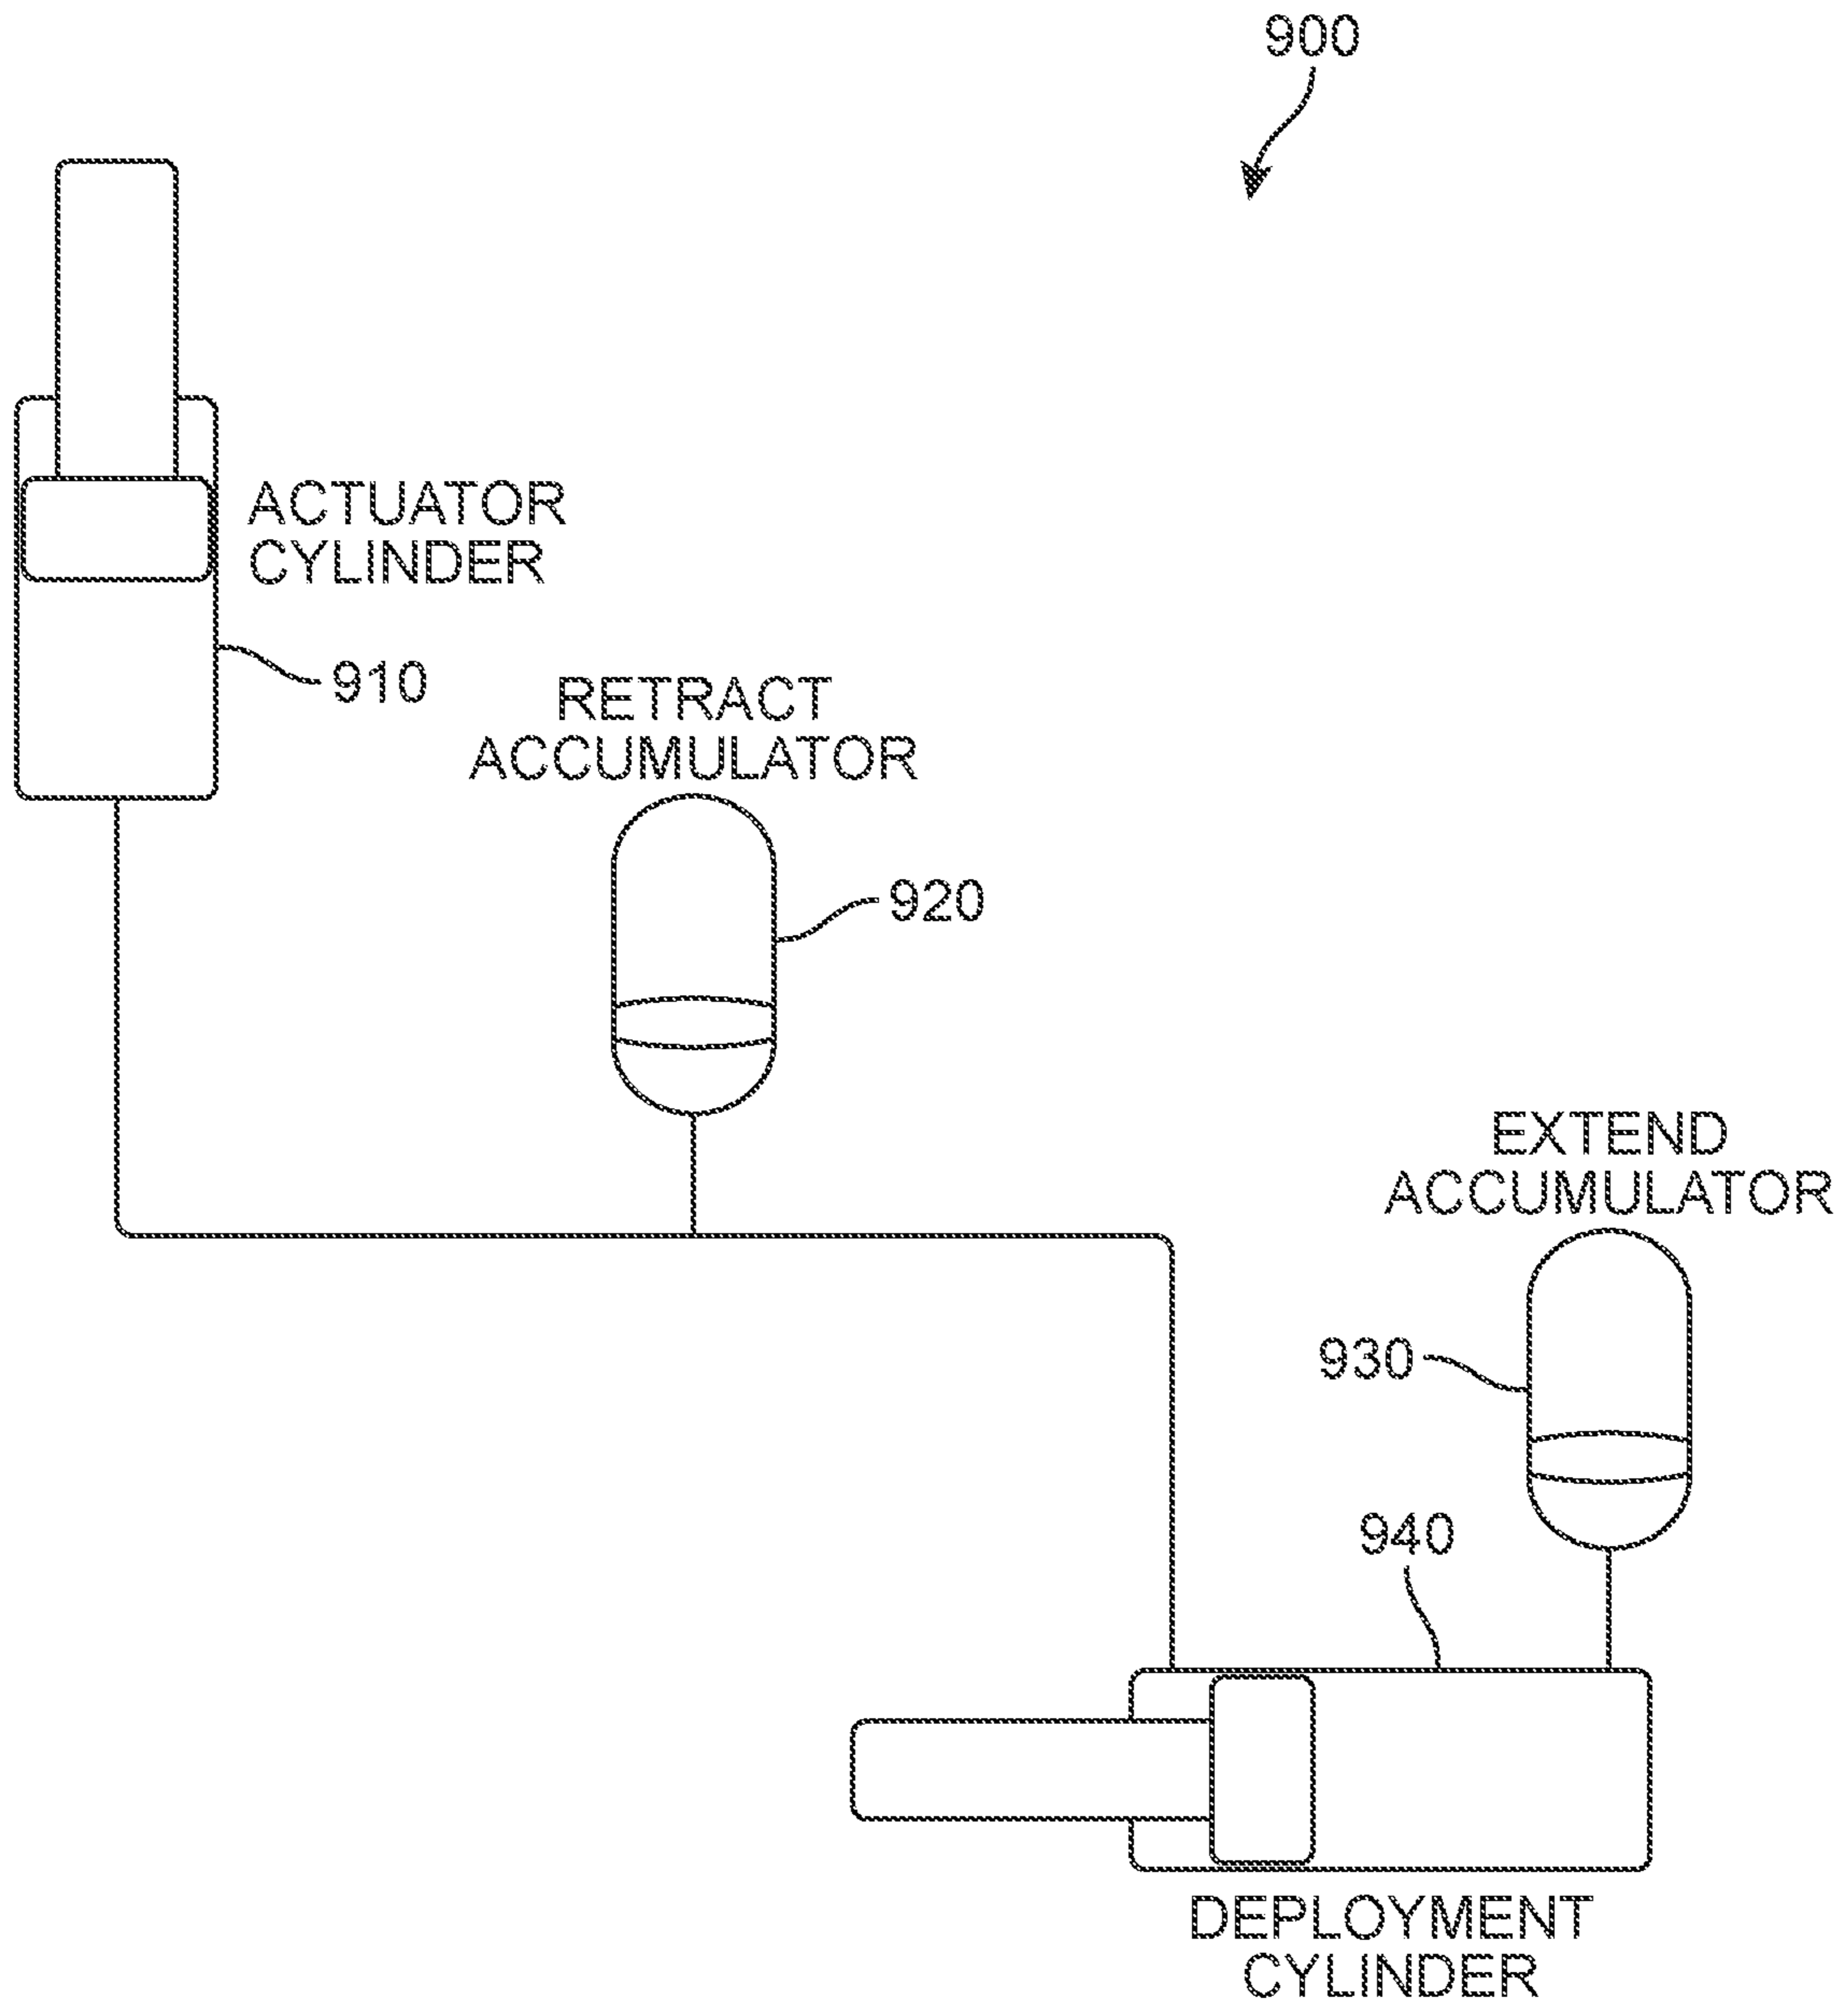 900
ACTUATOR
CYLINDER
910
RETRACT
ACCUMULATOR
920
EXTEND
ACCUMULATOR
930
940
DEPLOYMENT
CYLINDER